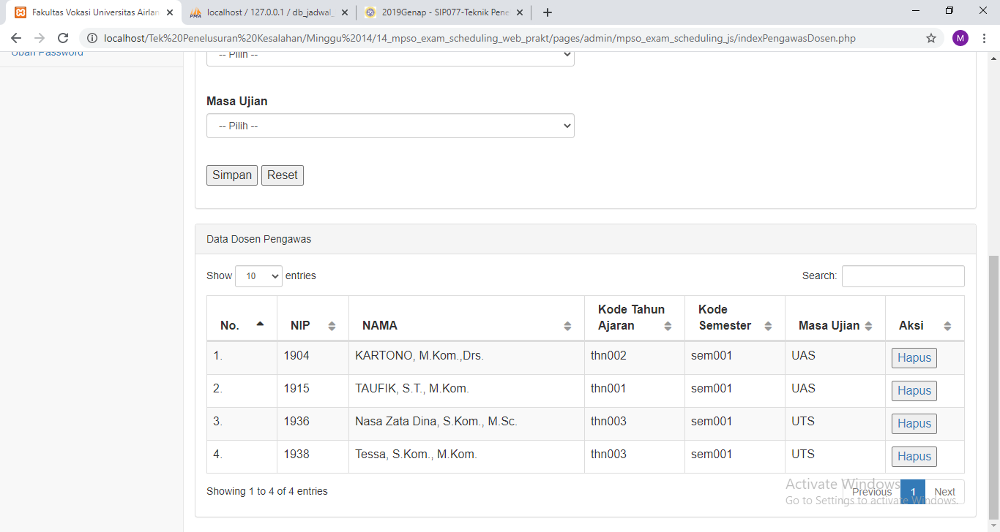 Fakultas Vokasi Universitas Airlan
localhost / 127.0.0.1 / db_jadwal_
2019Genap - SIP077-Teknik Pene
localhost/Tek%20Penelusuran%20Kesalahan/Minggu%2014/14_mpso_exam_scheduling_web_prakt/pages/admin/mpso_exam_scheduling_js/indexPengawasDosen.php
M
Ubah Password
-- Pilih --
Masa Ujian
-- Pilih --
Simpan Reset
Data Dosen Pengawas
Show 10 entries
Search:
No. NIP NAMA Kode Tahun Ajaran Kode Semester Masa Ujian Aksi
1. 1904 KARTONO, M.Kom.,Drs. thn002 sem001 UAS Hapus
2. 1915 TAUFIK, S.T., M.Kom. thn001 sem001 UAS Hapus
3. 1936 Nasa Zata Dina, S.Kom., M.Sc. thn003 sem001 UTS Hapus
4. 1938 Tessa, S.Kom., M.Kom. thn003 sem001 UTS Hapus
Showing 1 to 4 of 4 entries
Previous 1 Next
Activate Windows
Go to Settings to activate Windows.